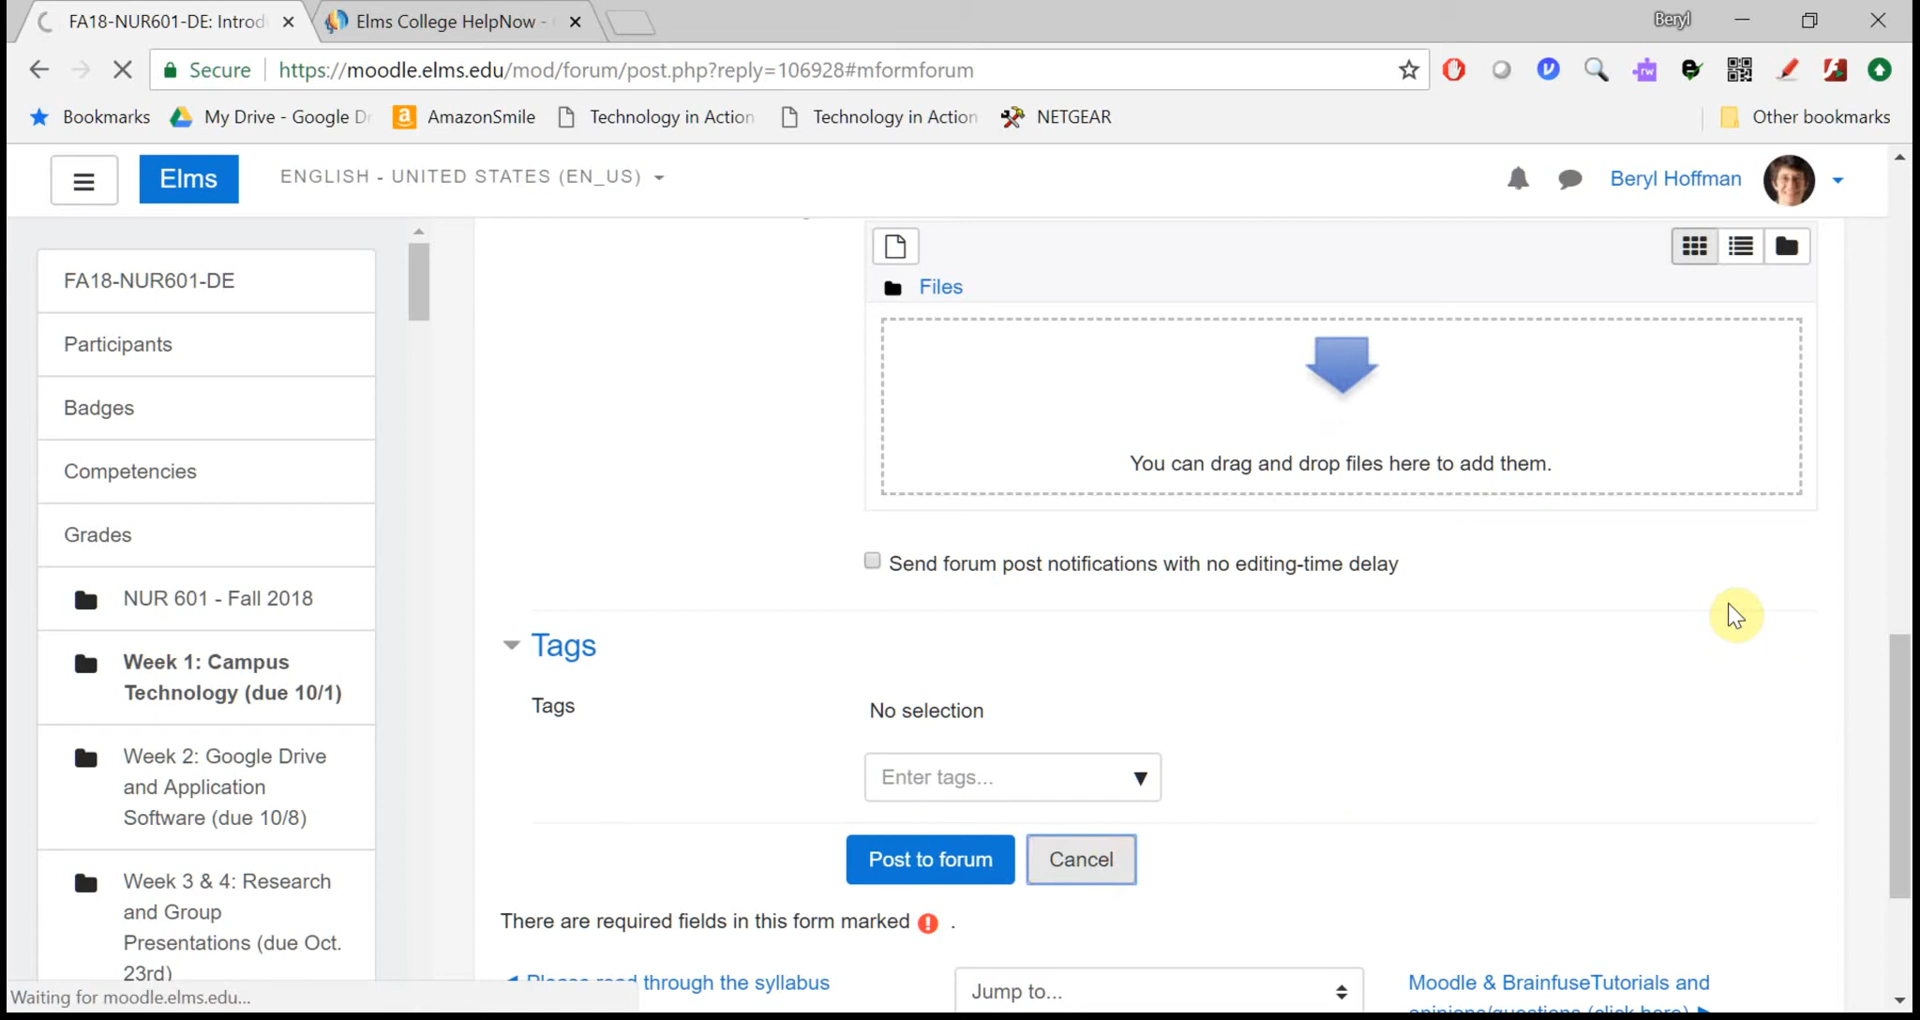 FA18-NUR601-DE: Introd
Elms College HelpNow -
Beryl
Secure
https://moodle.elms.edu/mod/forum/post.php?reply=106928#mformforum
Bookmarks
My Drive - Google D
AmazonSmile
Technology in Action
Technology in Action
NETGEAR
Other bookmarks
Elms
ENGLISH - UNITED STATES (EN_US)
Beryl Hoffman
FA18-NUR601-DE
Participants
Badges
Competencies
Grades
NUR 601 - Fall 2018
Week 1: Campus
Technology (due 10/1)
Week 2: Google Drive
and Application
Software (due 10/8)
Week 3 & 4: Research
and Group
Presentations (due Oct.
23rd)
Files
You can drag and drop files here to add them.
Send forum post notifications with no editing-time delay
Tags
Tags
No selection
Enter tags...
Post to forum
Cancel
There are required fields in this form marked .
Please read through the syllabus
Jump to...
Moodle & BrainfuseTutorials and
opinions/questions (click here)
Waiting for moodle.elms.edu...